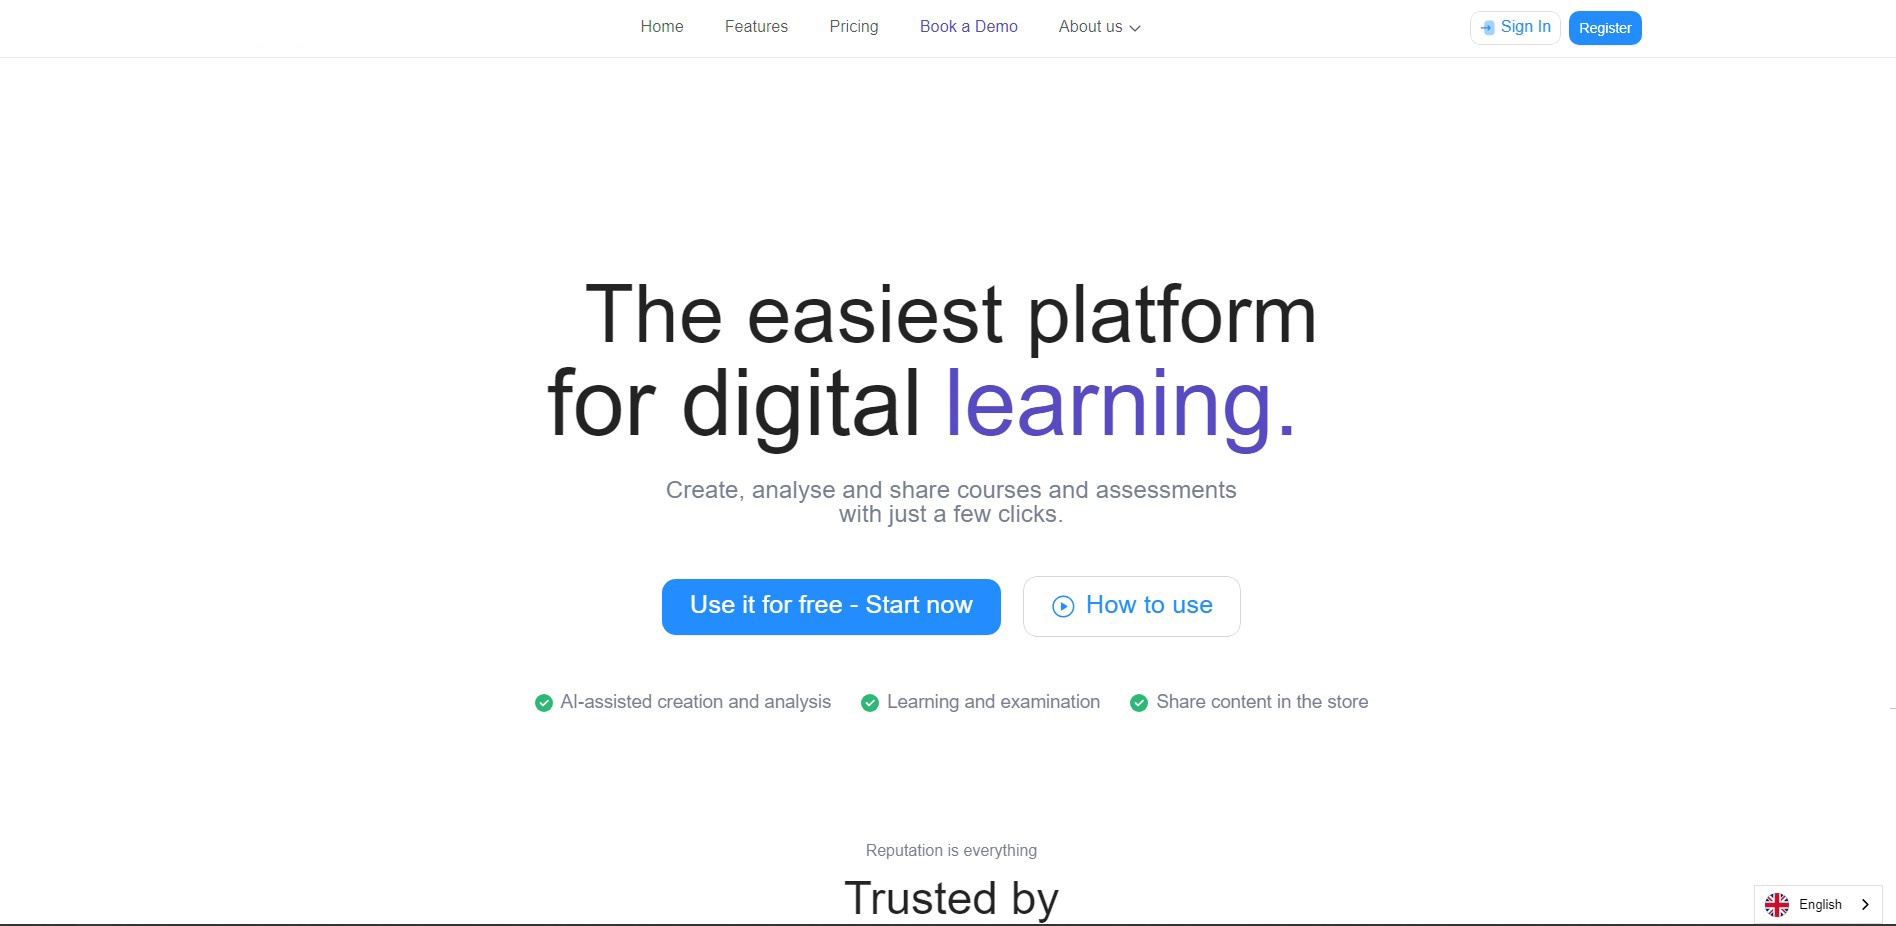 Home Features Pricing Book a Demo About us Sign In Register
The easiest platform
for digital learning.
Create, analyse and share courses and assessments
with just a few clicks.
Use it for free - Start now How to use
AI-assisted creation and analysis Learning and examination Share content in the store
Reputation is everything
Trusted by
English